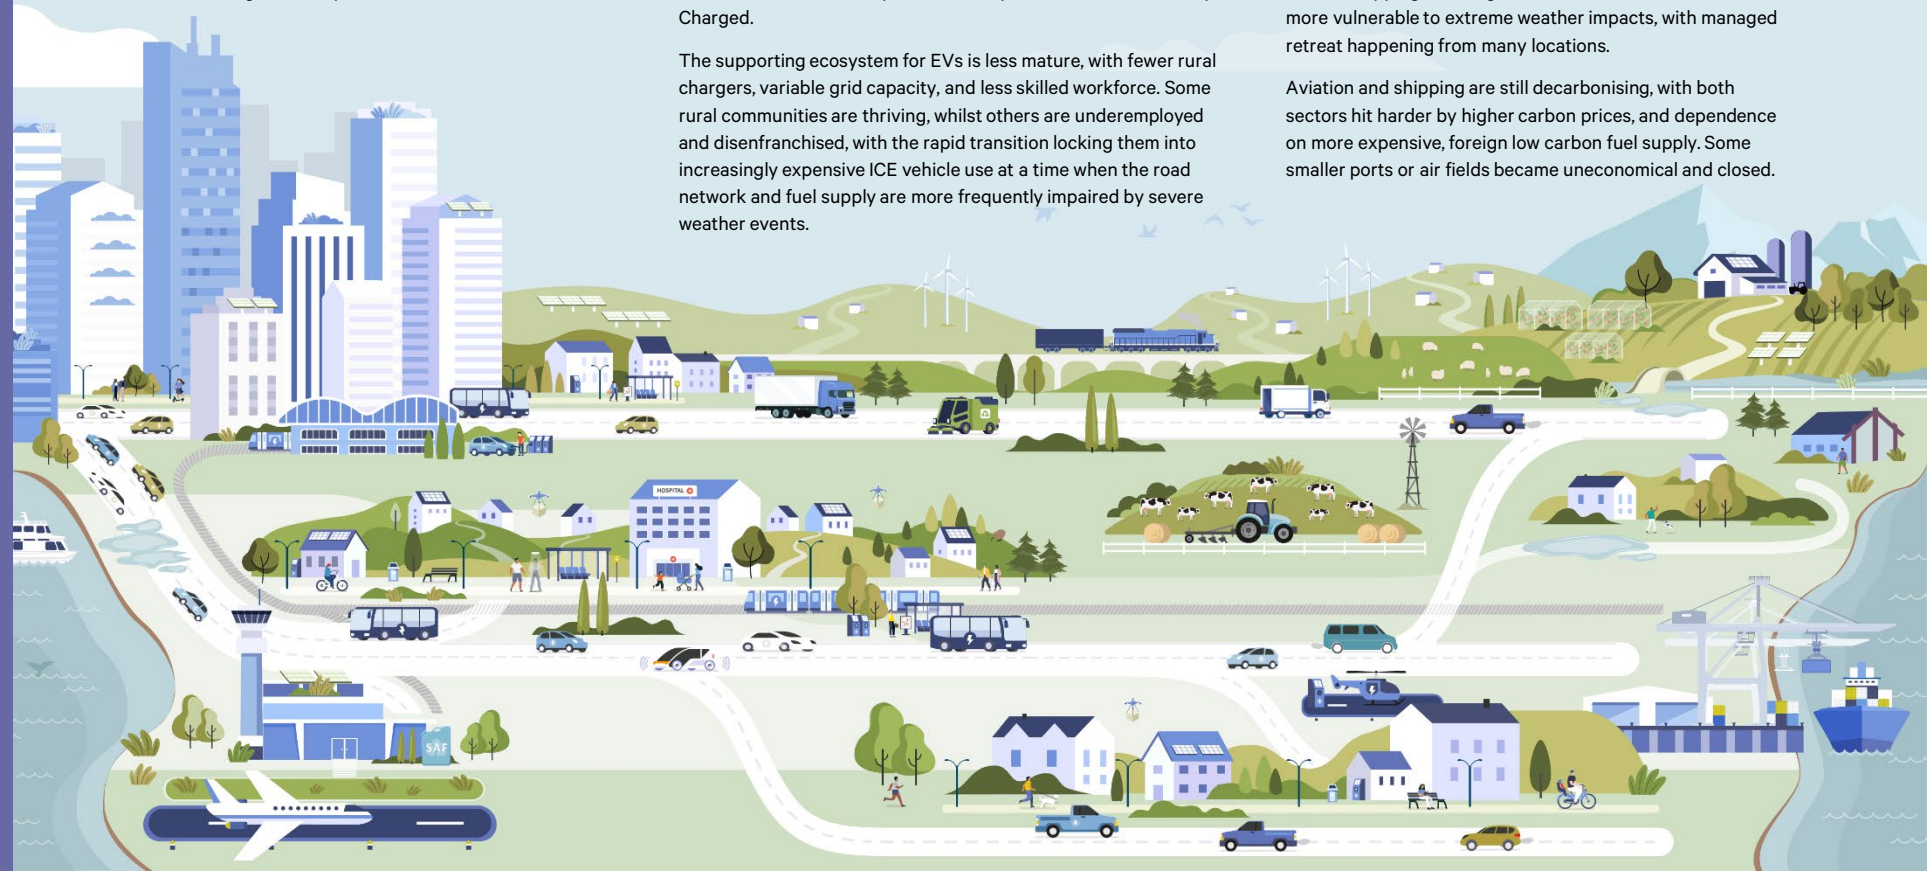 Charged.
The supporting ecosystem for EVs is less mature, with fewer rural
chargers, variable grid capacity, and less skilled workforce. Some
rural communities are thriving, whilst others are underemployed
and disenfranchised, with the rapid transition locking them into
increasingly expensive ICE vehicle use at a time when the road
network and fuel supply are more frequently impaired by severe
weather events.
more vulnerable to extreme weather impacts, with managed
retreat happening from many locations.
Aviation and shipping are still decarbonising, with both
sectors hit harder by higher carbon prices, and dependence
on more expensive, foreign low carbon fuel supply. Some
smaller ports or air fields became uneconomical and closed.
HOSPITAL
SAF